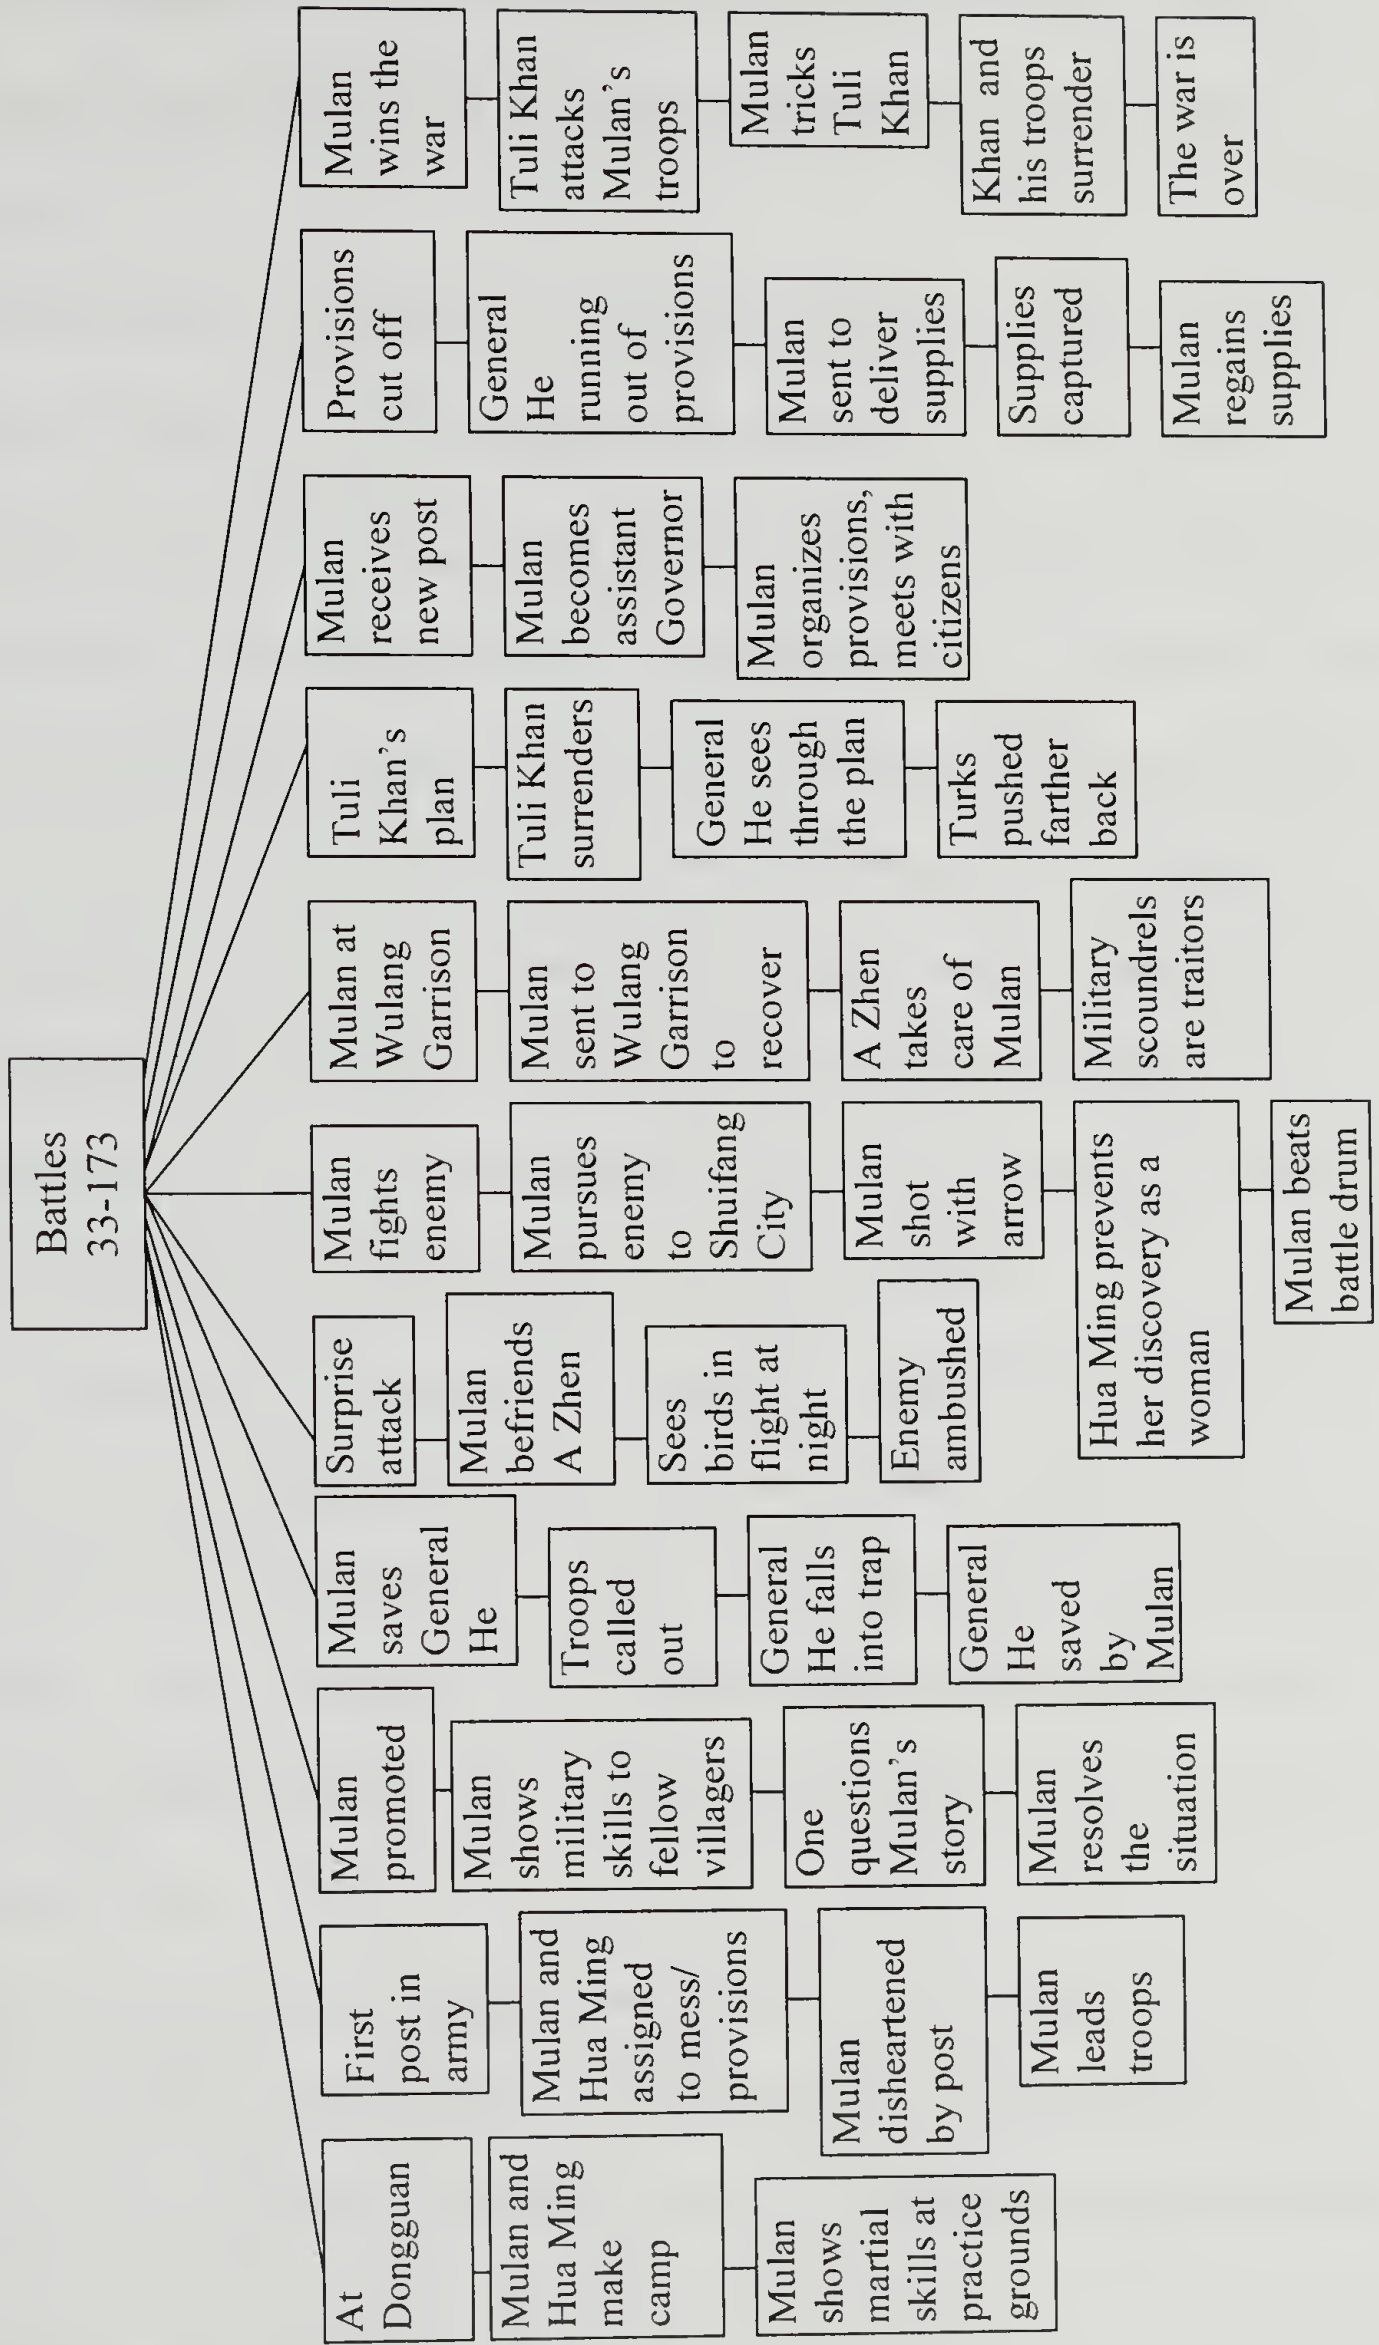 Battles
33-173
At
Dongguan
Mulan and
Hua Ming
make
camp
Mulan
shows
martial
skills at
practice
grounds
First
post in
army
Mulan and
Hua Ming
assigned
to mess/
provisions
Mulan
disheartened
by post
Mulan
leads
troops
Mulan
promoted
Mulan
shows
military
skills to
fellow
villagers
One
questions
Mulan's
story
Mulan
resolves
the
situation
Mulan
saves
General
He
Troops
called
out
General
He falls
into trap
General
He
saved
by
Mulan
Surprise
attack
Mulan
befriends
A Zhen
Sees
birds in
flight at
night
Enemy
ambushed
Mulan
fights
enemy
Mulan
pursues
enemy
to
Shuifang
City
Mulan
shot
with
arrow
Hua Ming prevents
her discovery as a
woman
Mulan beats
battle drum
Mulan at
Wulang
Garrison
Mulan
sent to
Wulang
Garrison
to
recover
A Zhen
takes
care of
Mulan
Military
scoundrels
are traitors
Tuli
Khan's
plan
Tuli Khan
surrenders
General
He sees
through
the plan
Turks
pushed
farther
back
Mulan
receives
new post
Mulan
becomes
assistant
Governor
Mulan
organizes
provisions,
meets with
citizens
Provisions
cut off
General
He
running
out of
provisions
Mulan
sent to
deliver
supplies
Supplies
captured
Mulan
regains
supplies
Mulan
wins the
war
Tuli Khan
attacks
Mulan's
troops
Mulan
tricks
Tuli
Khan
Khan and
his troops
surrender
The war is
over